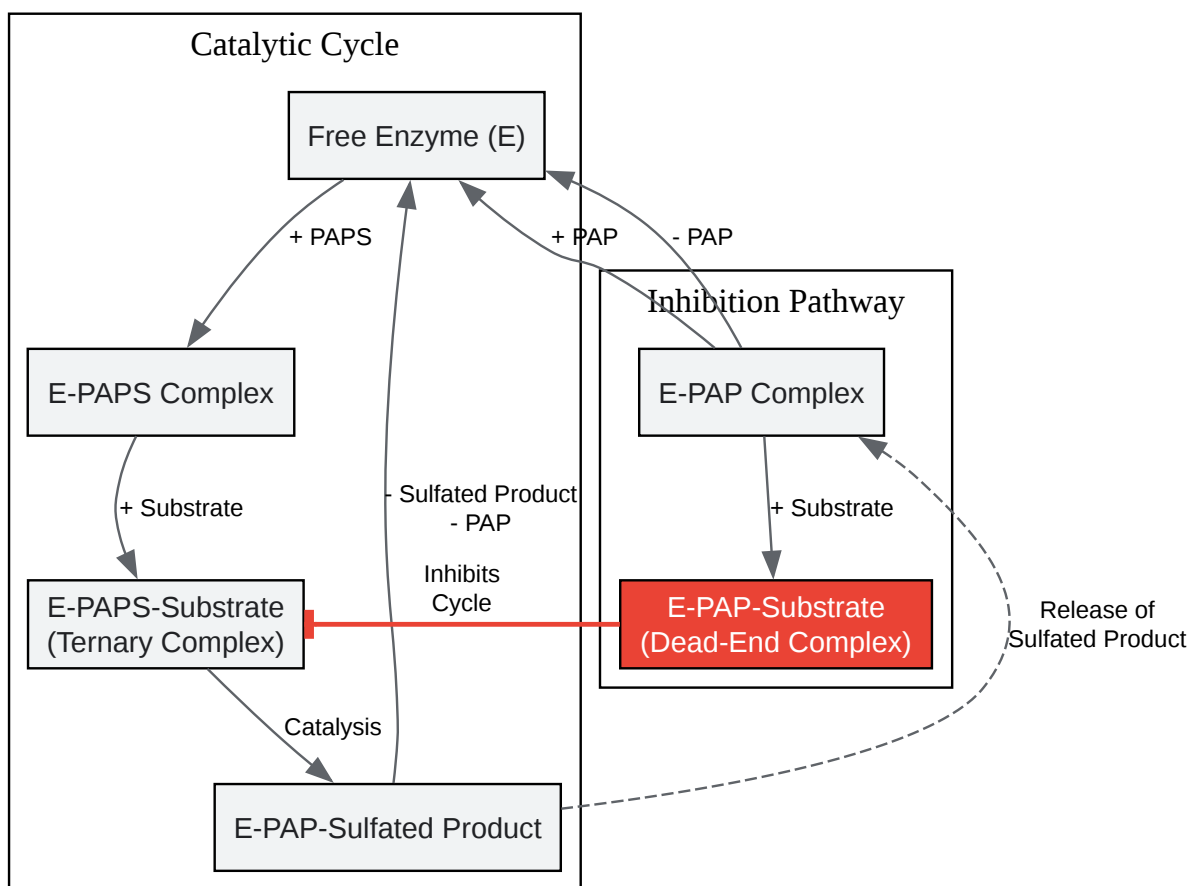 Catalytic Cycle
Free Enzyme (E)
+ PAPS
+ PAP
- PAP
Inhibition Pathway
E-PAPS Complex
E-PAP Complex
+ Substrate
- Sulfated Product
- PAP
+ Substrate
Inhibits
Cycle
E-PAPS-Substrate
(Ternary Complex)
E-PAP-Substrate
(Dead-End Complex)
Release of
Sulfated Product
Catalysis
E-PAP-Sulfated Product